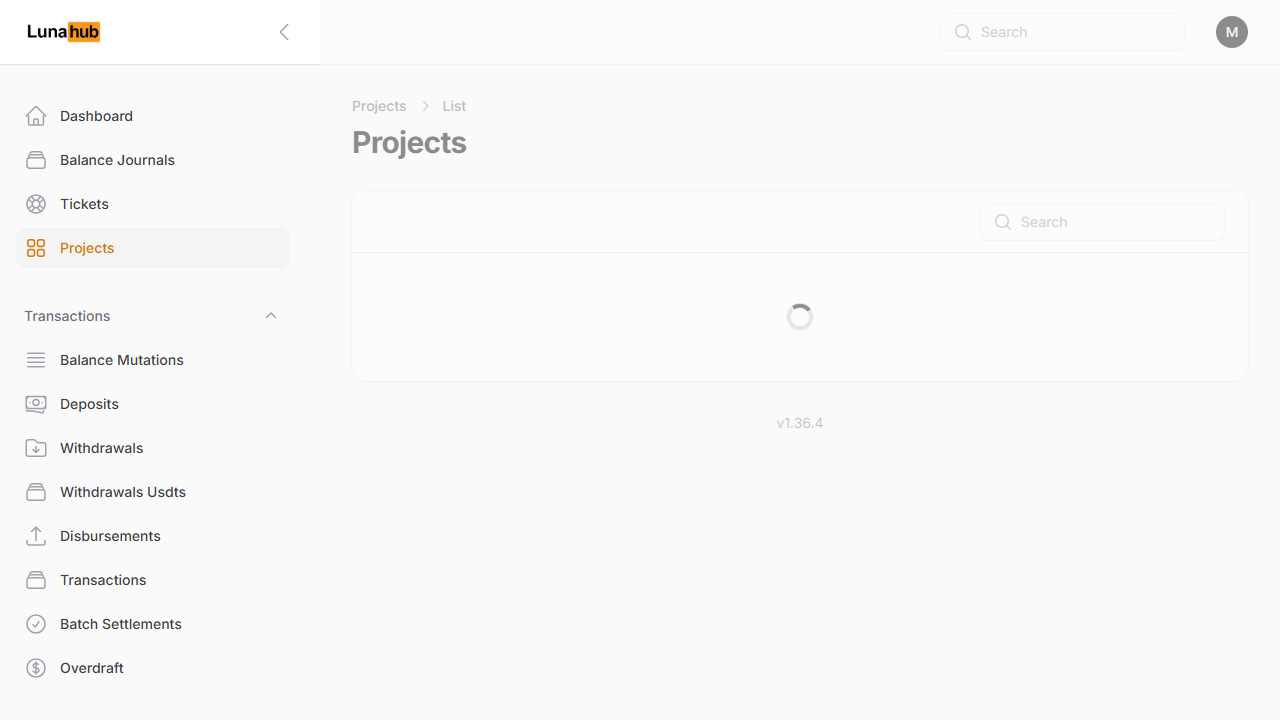 Lunahub
Search
M
Dashboard
Balance Journals
Tickets
Projects
Transactions
Balance Mutations
Deposits
Withdrawals
Withdrawals Usdts
Disbursements
Transactions
Batch Settlements
Overdraft
Projects
List
Projects
Search
v1.36.4